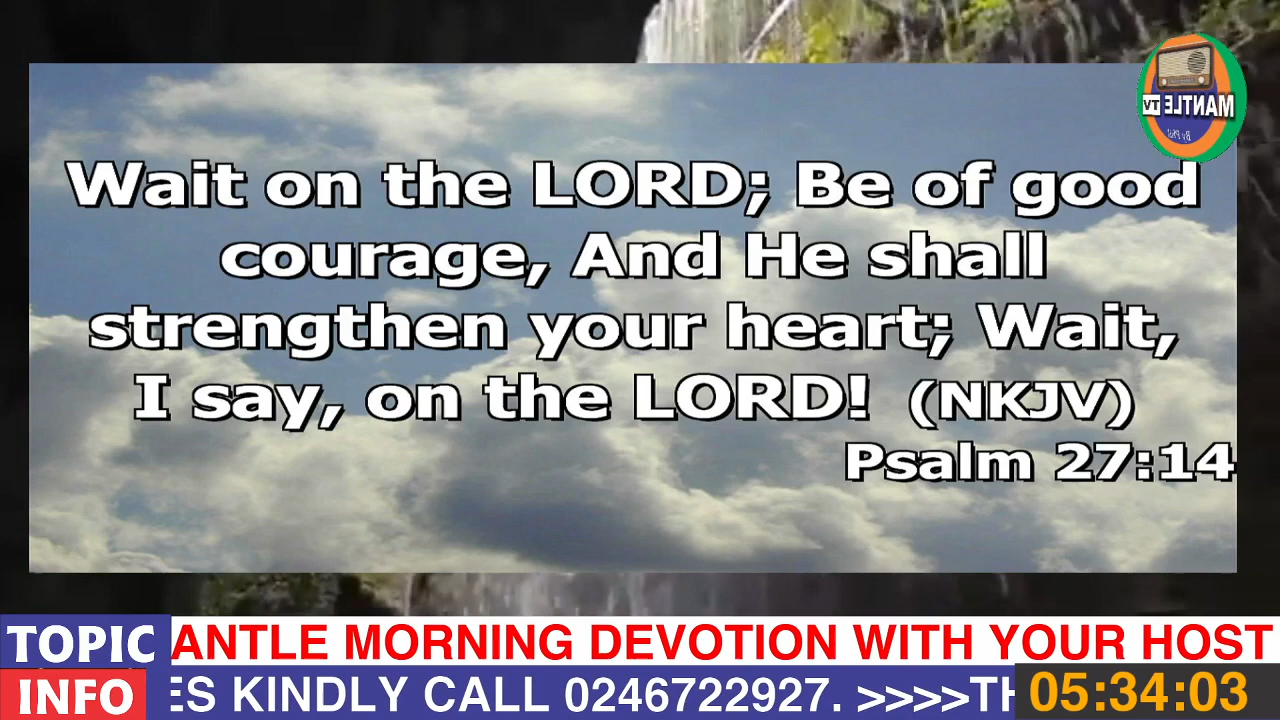 MANTLE TV
By Phil
Wait on the LORD; Be of good
courage, And He shall
strengthen your heart; Wait,
I say, on the LORD! (NKJV)
Psalm 27:14
TOPIC ANTLE MORNING DEVOTION WITH YOUR HOST
INFO ES KINDLY CALL 0246722927. >>>>TH 05:34:03